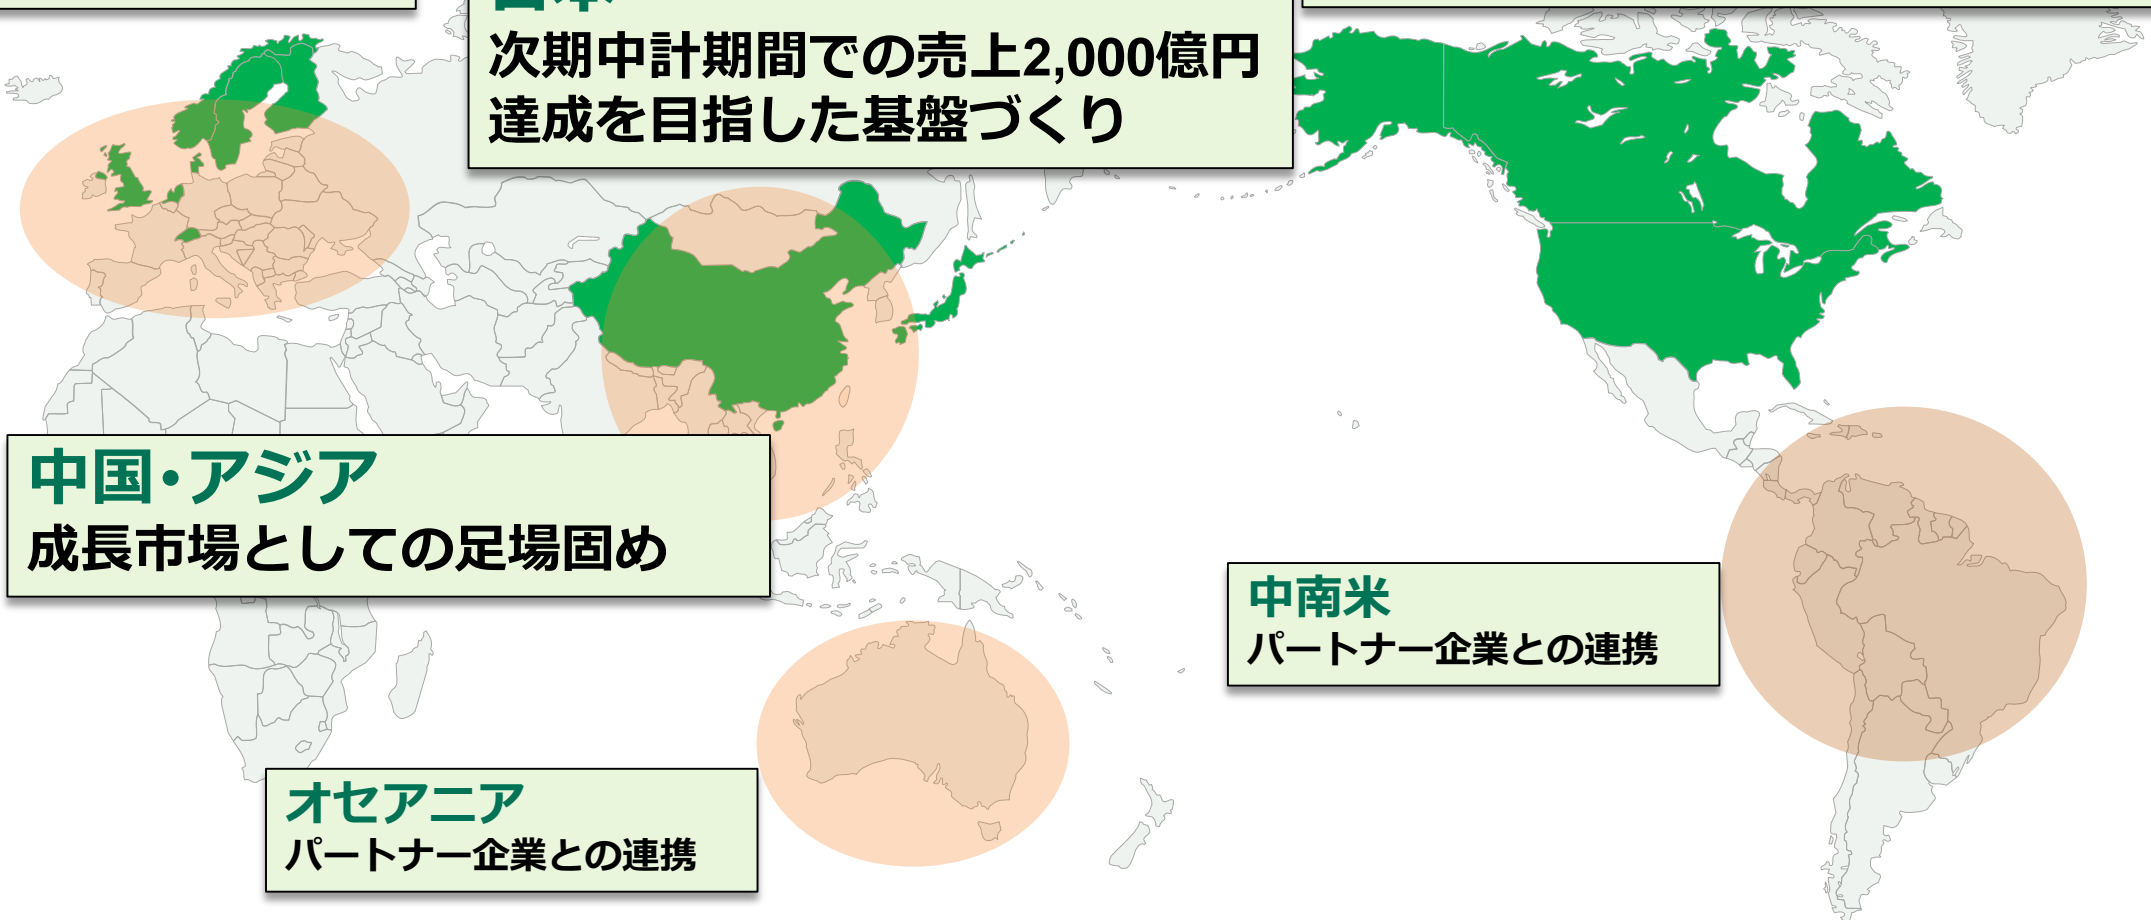 日本
次期中計期間での売上2,000億円
達成を目指した基盤づくり
中国・アジア
成長市場としての足場固め
中南米
パートナー企業との連携
オセアニア
パートナー企業との連携